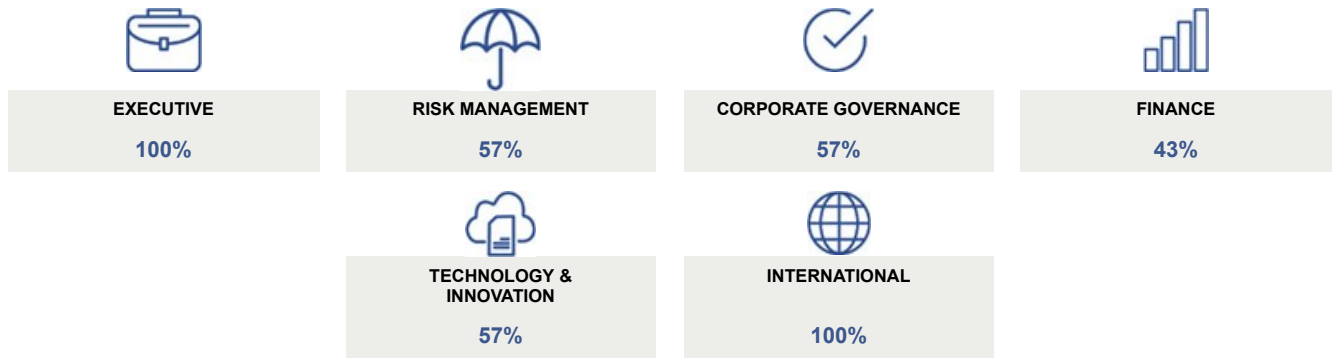 EXECUTIVE
100%
RISK MANAGEMENT
57%
CORPORATE GOVERNANCE
57%
FINANCE
43%
TECHNOLOGY &
INNOVATION
57%
INTERNATIONAL
100%